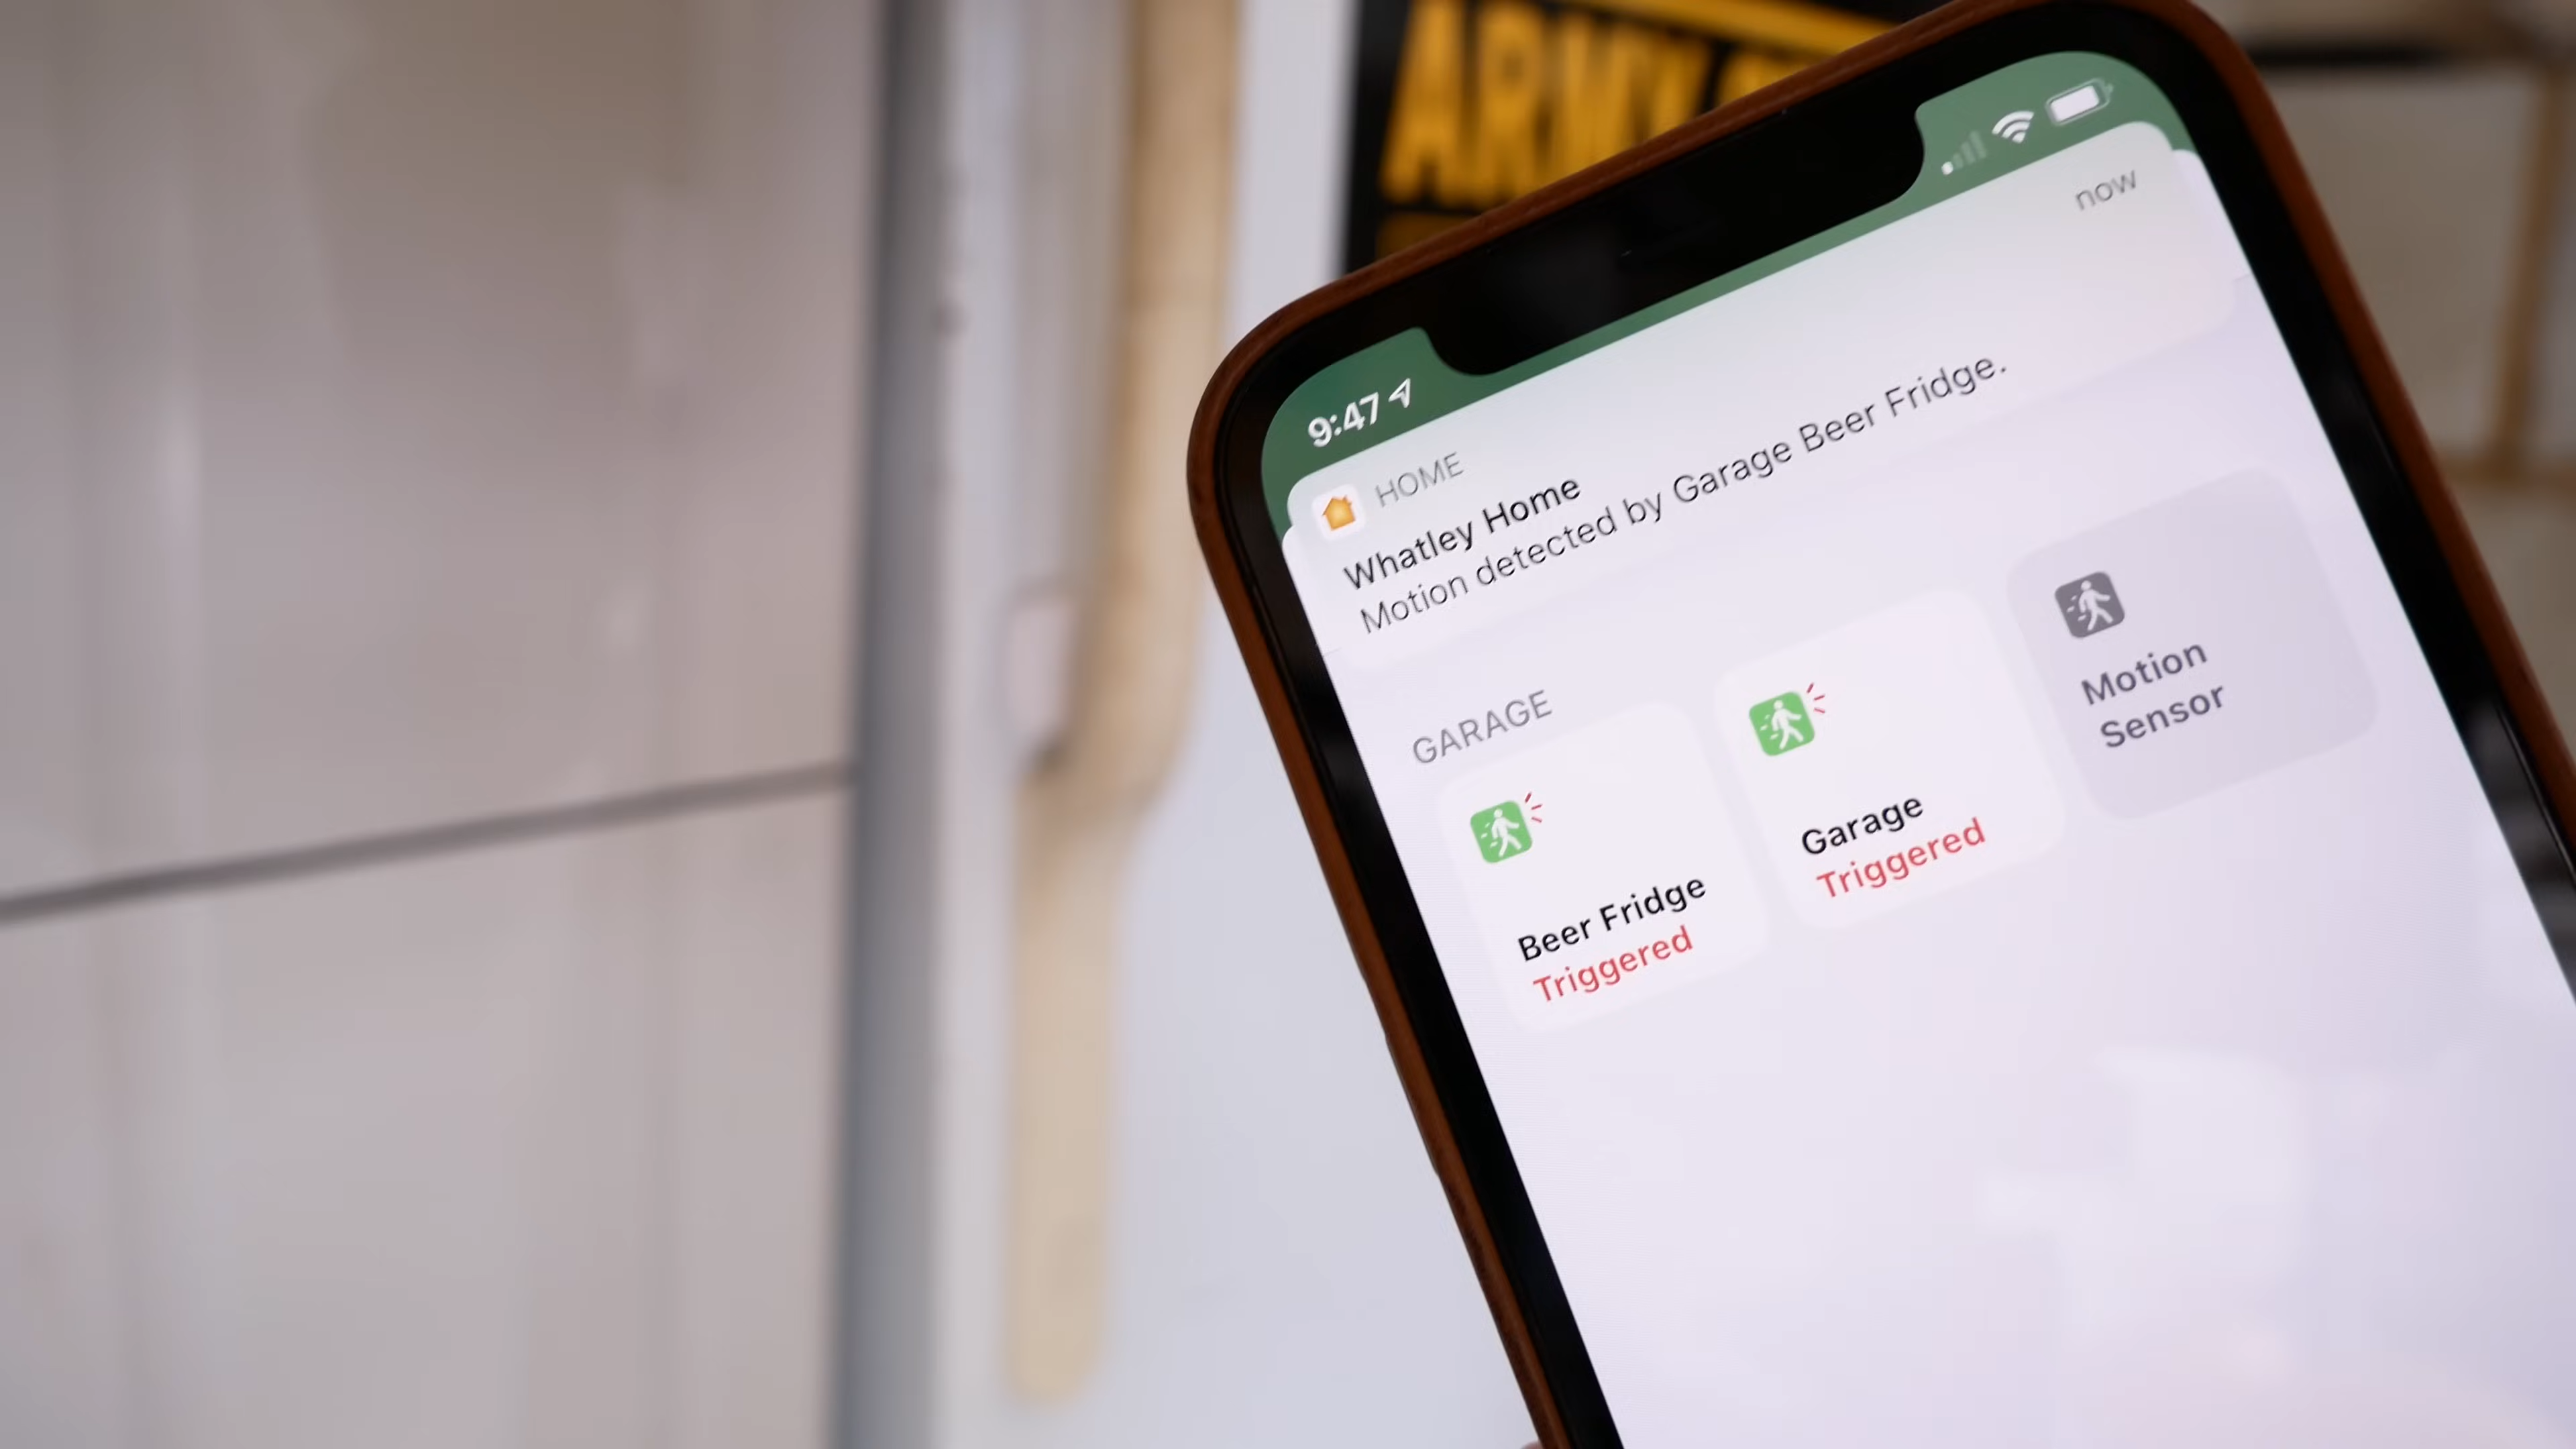 ARMY
9:47
HOME
now
Whatley Home
Motion detected by Garage Beer Fridge.
GARAGE
Beer Fridge
Triggered
Garage
Triggered
Motion
Sensor